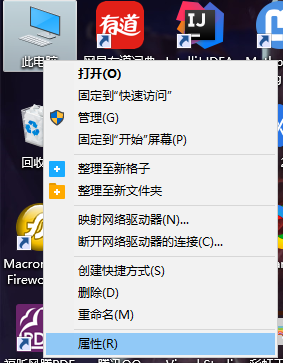 有道
IJ
此电脑
打开(O)
固定到"快速访问"
管理(G)
固定到"开始"屏幕(P)
回收
整理至新格子
整理至新文件夹
映射网络驱动器(N)...
断开网络驱动器的连接(C)...
Macrom
Firewor
创建快捷方式(S)
删除(D)
重命名(M)
属性(R)